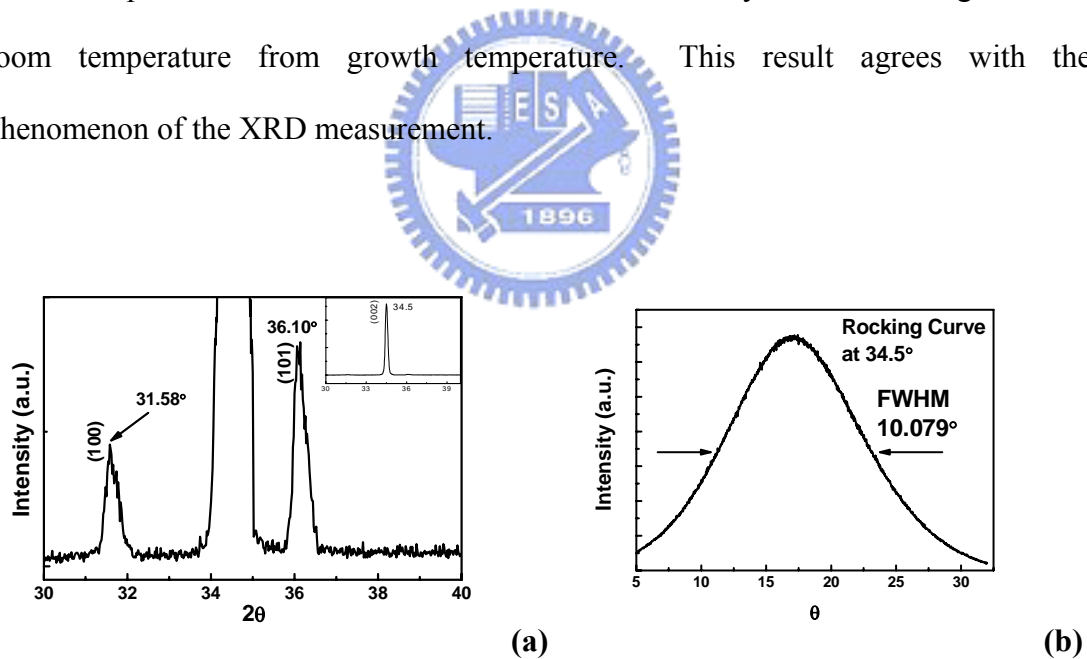 room temperature from growth temperature. This result agrees with the
phenomenon of the XRD measurement.
E S A
1896
31.58°
(100)
36.10°
(101)
(002)
34.5
30 33 36 39
Intensity (a.u.)
30 32 34 36 38 40
2θ
(a)
Rocking Curve
at 34.5°
FWHM
10.079°
Intensity (a.u.)
5 10 15 20 25 30
θ
(b)